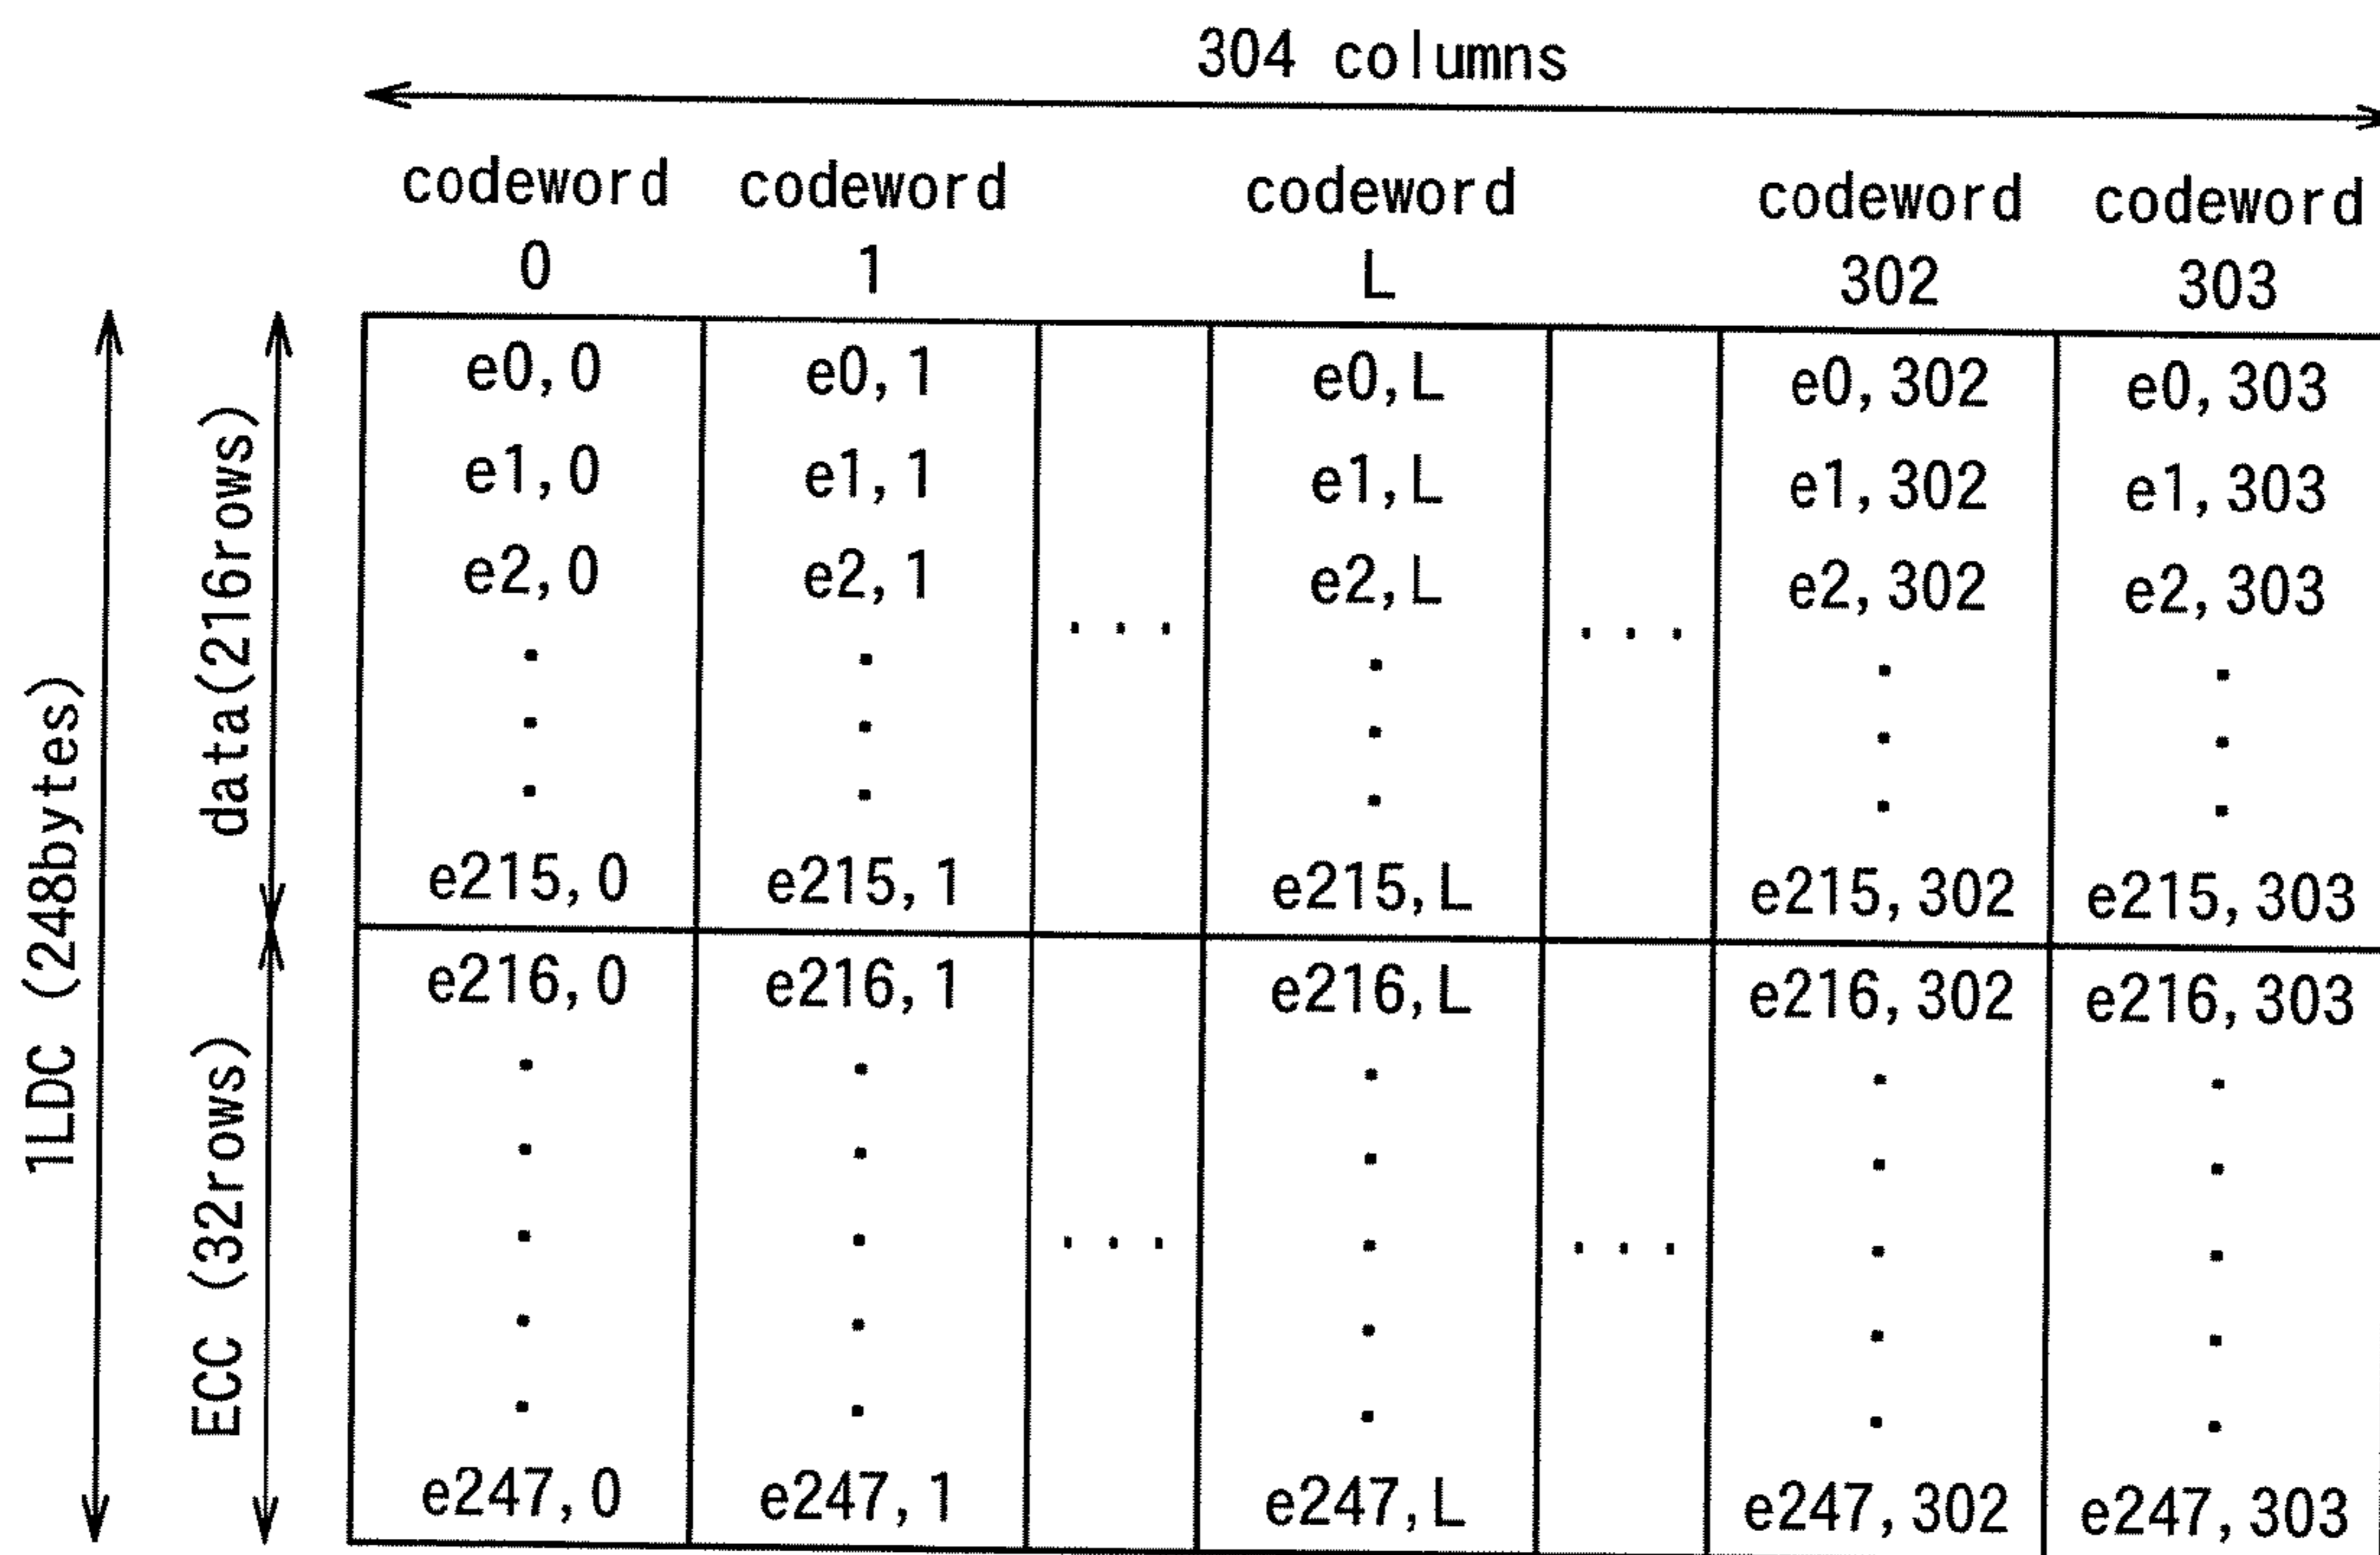 304 columns
codeword codeword codeword codeword codeword
0 1 L 302 303
e0,0 e0,1 e0,L e0,302 e0,303
e1,0 e1,1 e1,L e1,302 e1,303
e2,0 e2,1 e2,L e2,302 e2,303
... ...
e215,0 e215,1 e215,L e215,302 e215,303
e216,0 e216,1 e216,L e216,302 e216,303
... ...
e247,0 e247,1 e247,L e247,302 e247,303
1LDC (248bytes)
data(216rows)
ECC (32rows)